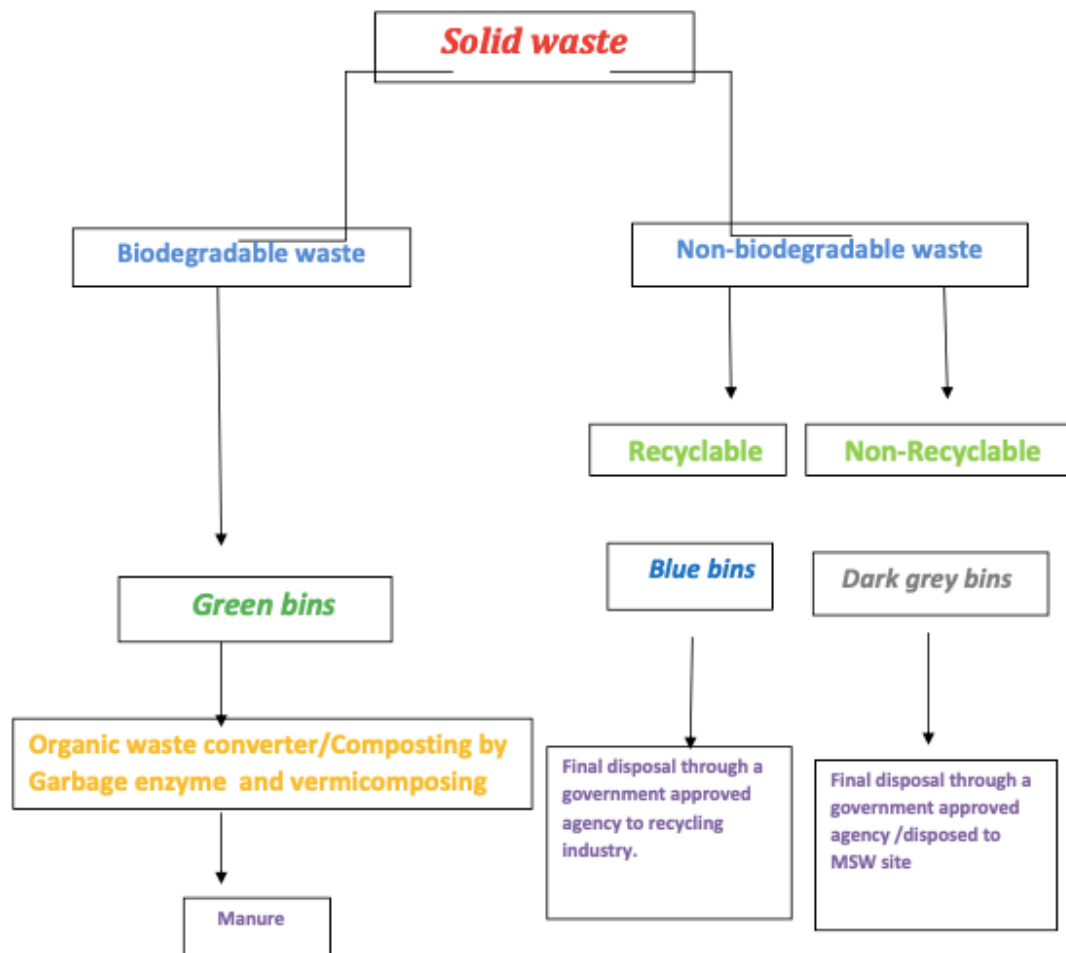 Solid waste
Biodegradable waste
Non-biodegradable waste
Recyclable
Non-Recyclable
Blue bins
Dark grey bins
Green bins
Organic waste converter/Composting by
Garbage enzyme and vermicomposing
Final disposal through a
government approved
agency to recycling
industry.
Final disposal through a
government approved
agency /disposed to
MSW site
Manure